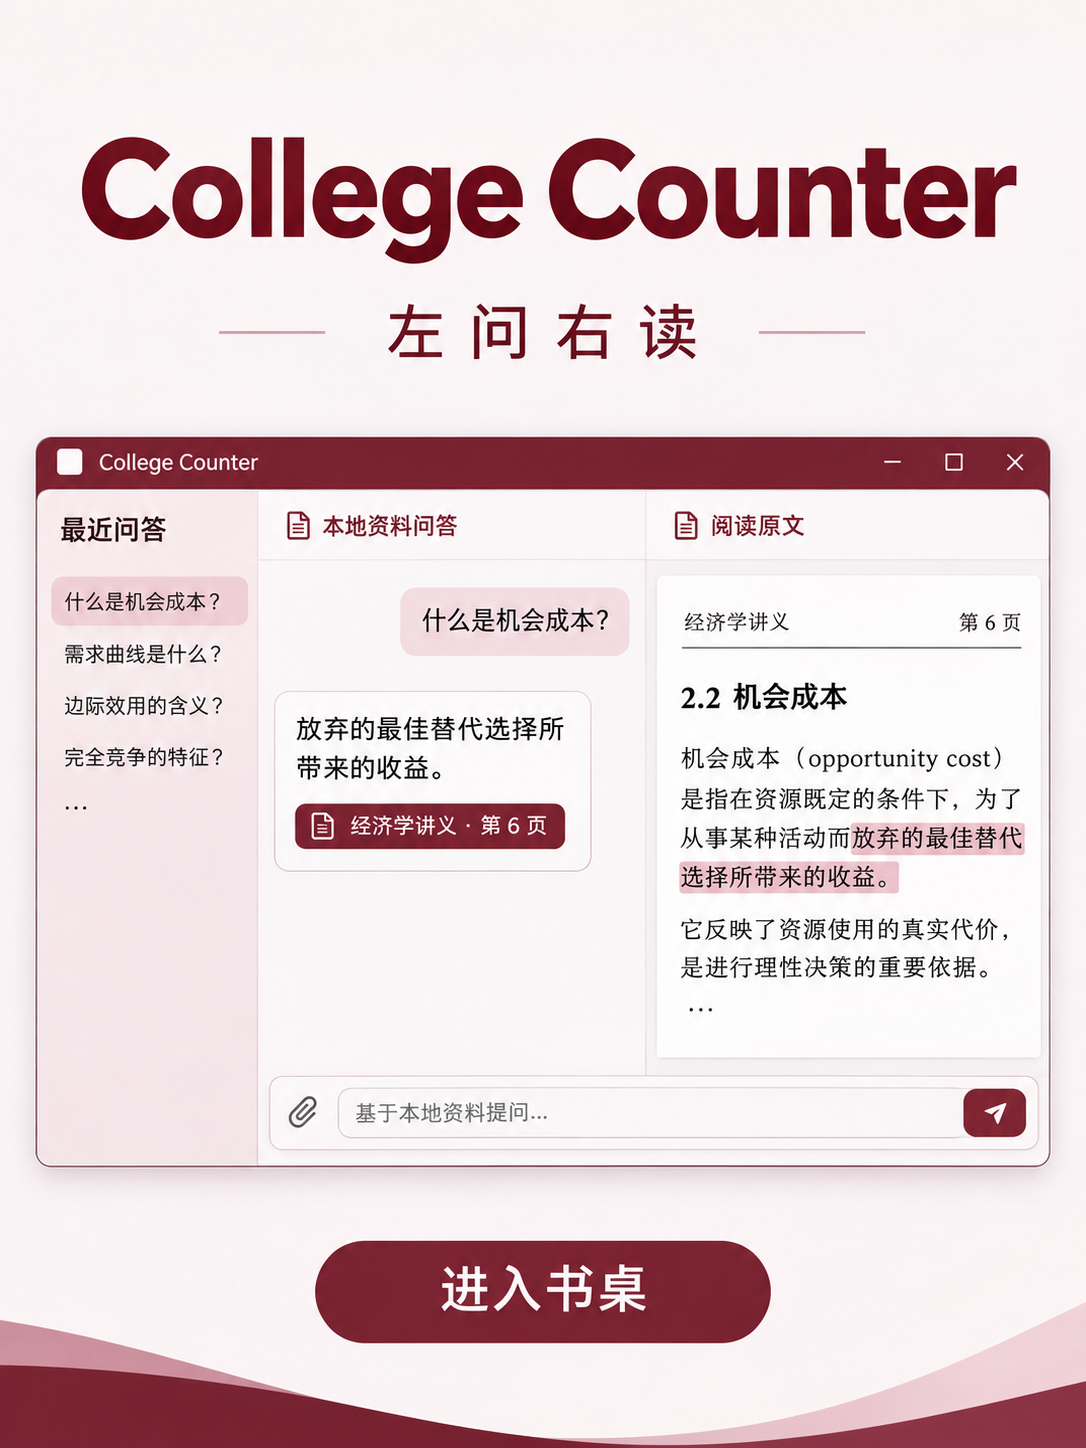 College Counter
左问右读
College Counter
最近问答
什么是机会成本？
需求曲线是什么？
边际效用的含义？
完全竞争的特征？
...
本地资料问答
什么是机会成本？
放弃的最佳替代选择所
带来的收益。
经济学讲义 · 第 6 页
阅读原文
经济学讲义 第 6 页
2.2 机会成本
机会成本（opportunity cost）
是指在资源既定的条件下，为了
从事某种活动而放弃的最佳替代
选择所带来的收益。
它反映了资源使用的真实代价，
是进行理性决策的重要依据。
...
基于本地资料提问...
进入书桌